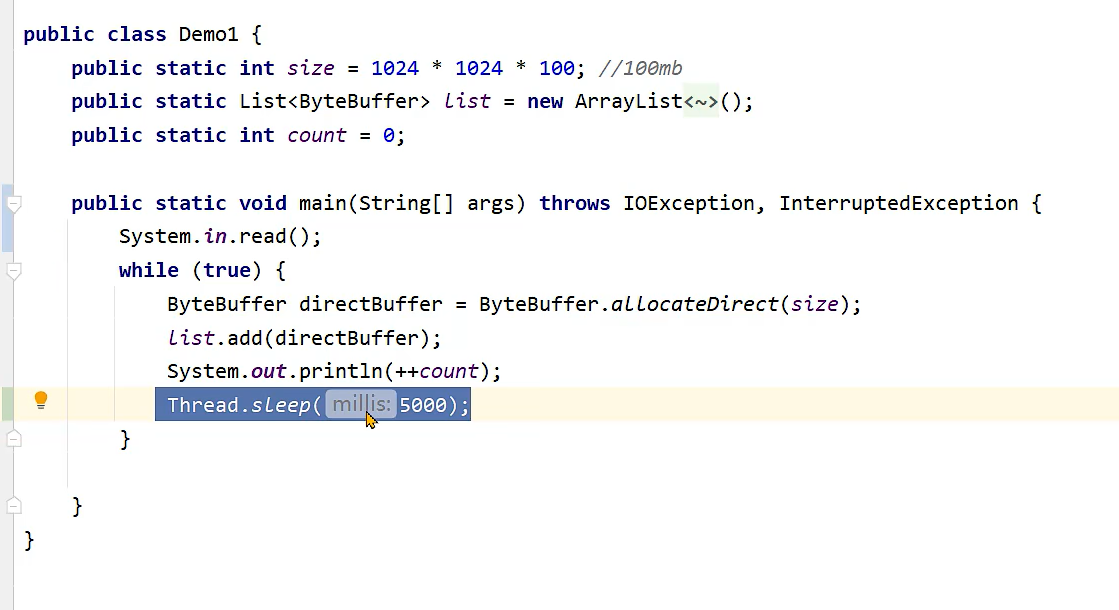 public class Demo1 {
public static int size = 1024 * 1024 * 100; //100mb
public static List<ByteBuffer> list = new ArrayList<~>();
public static int count = 0;
public static void main(String[] args) throws IOException, InterruptedException {
System.in.read();
while (true) {
ByteBuffer directBuffer = ByteBuffer.allocateDirect(size);
list.add(directBuffer);
System.out.println(++count);
Thread.sleep( millis: 5000);
}
}
}